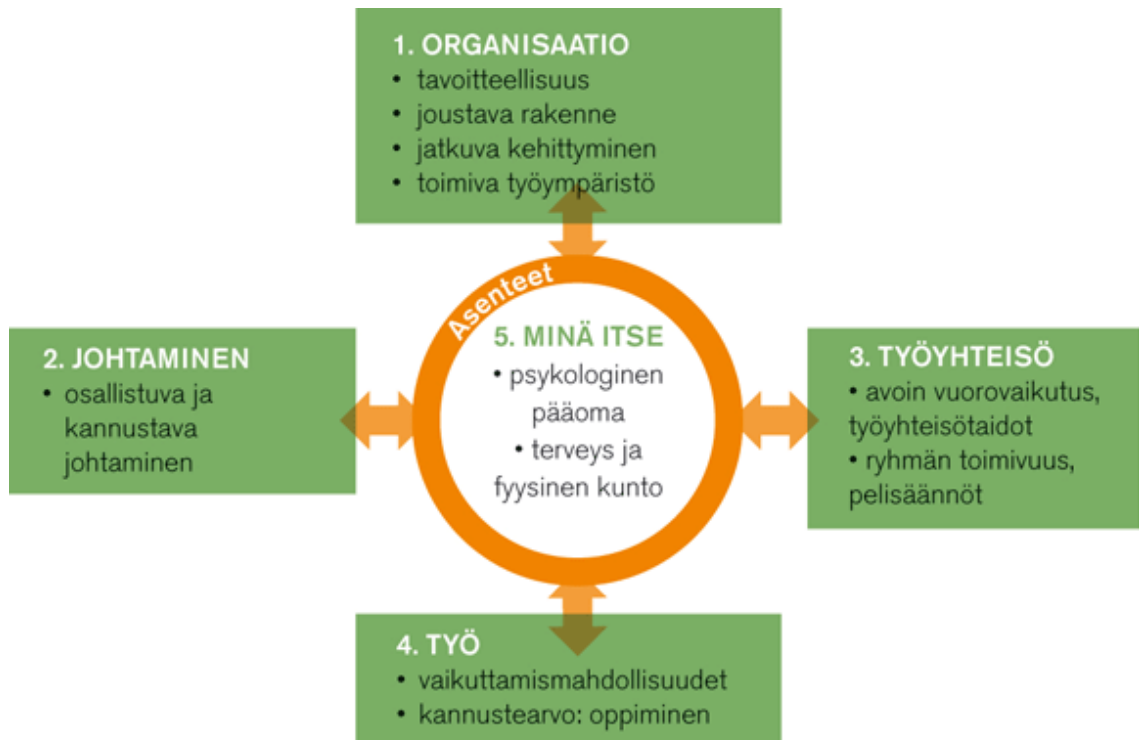 1. ORGANISAATIO
• tavoitteellisuus
• joustava rakenne
• jatkuva kehittyminen
• toimiva työympäristö
Asenteet
2. JOHTAMINEN
• osallistuva ja
kannustava
johtaminen
5. MINÄ ITSE
• psykologinen
pääoma
• terveys ja
fyysinen kunto
3. TYÖYHTEISÖ
• avoin vuorovaikutus,
työyhteisötaidot
• ryhmän toimivuus,
pelisäännöt
4. TYÖ
• vaikuttamismahdollisuudet
• kannustearvo: oppiminen